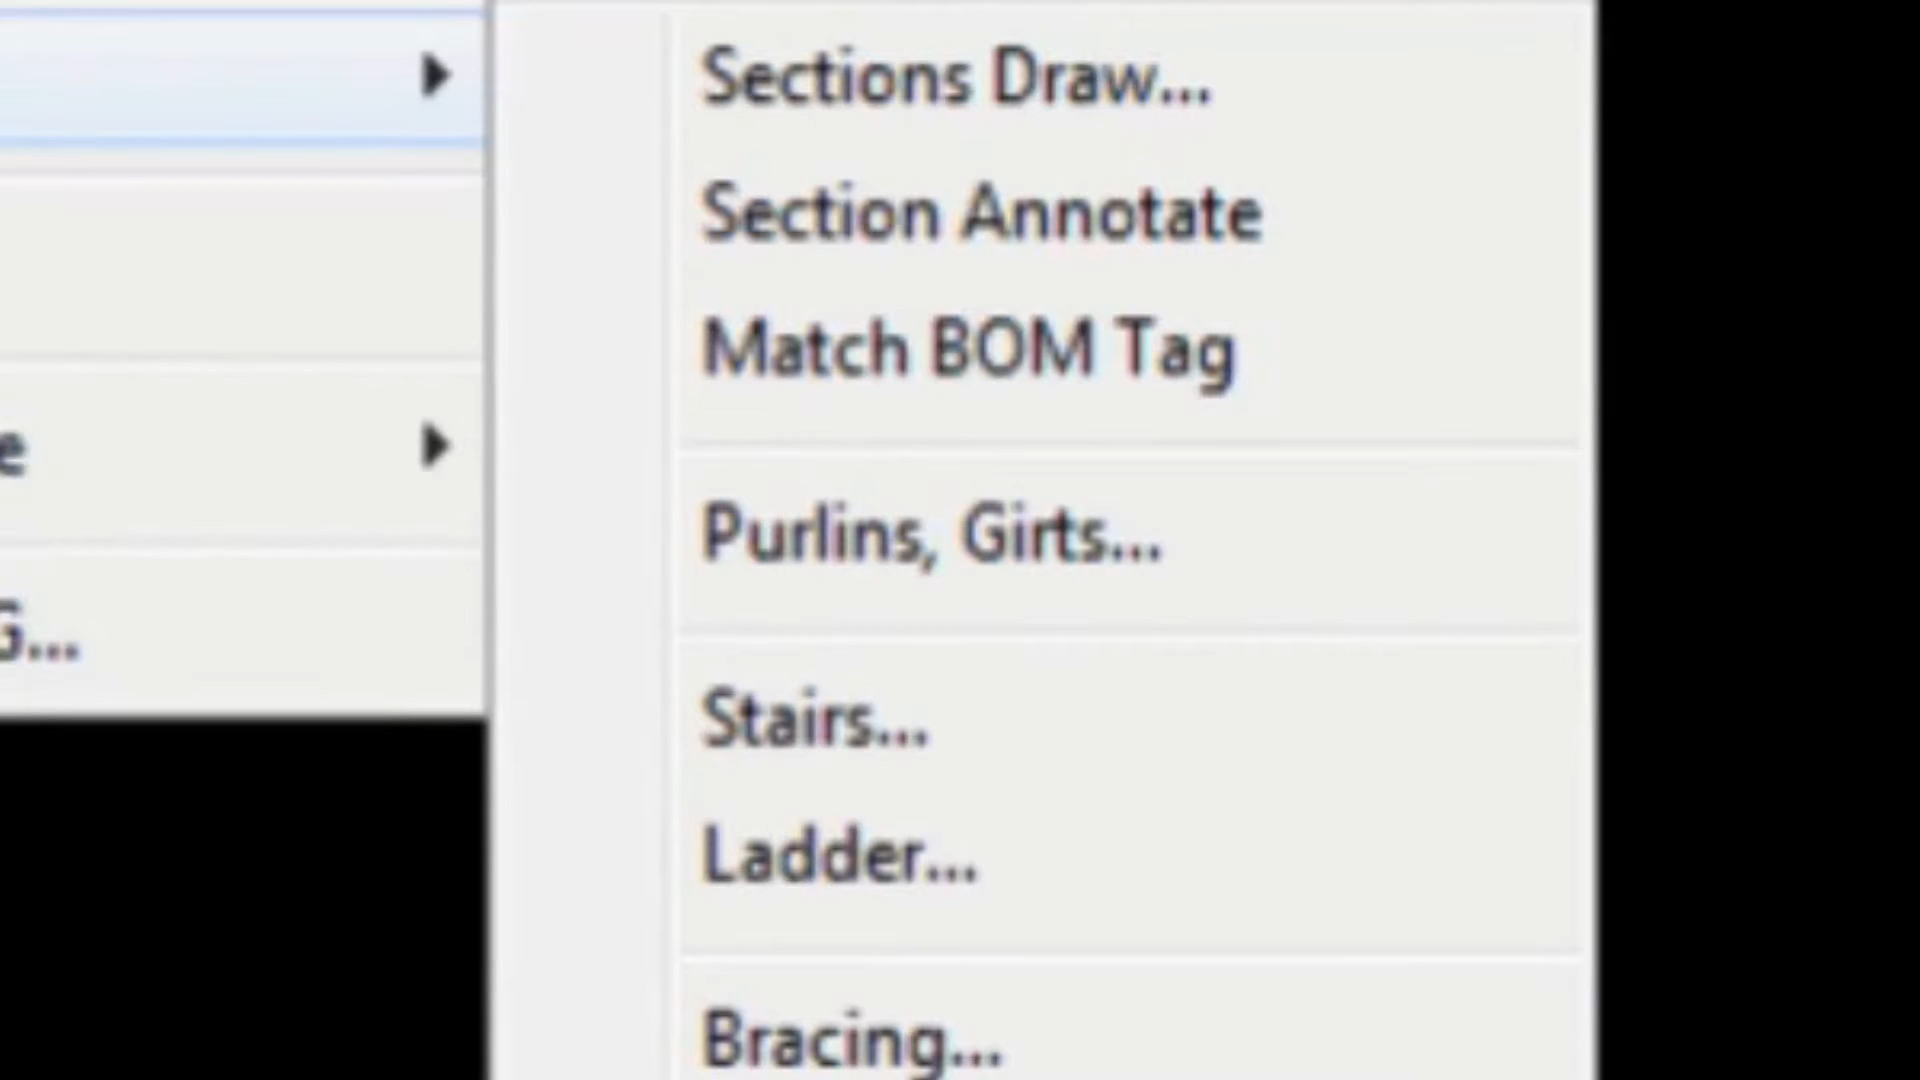 Sections Draw...
Section Annotate
Match BOM Tag
e
Purlins, Girts...
G...
Stairs...
Ladder...
Bracing...